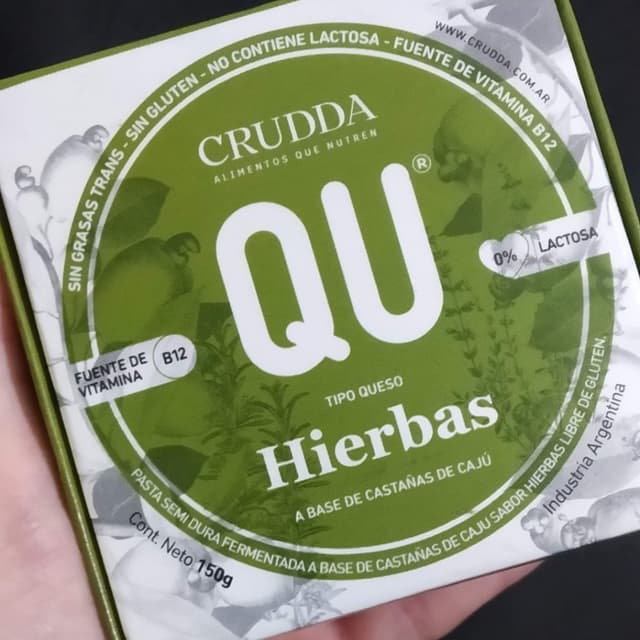 SIN GRASAS TRANS - SIN GLUTEN - NO CONTIENE LACTOSA - FUENTE DE VITAMINA B12
WWW.CRUDDA.COM.AR
CRUDDA
ALIMENTOS QUE NUTREN
QU®
0% LACTOSA
FUENTE DE
VITAMINA B12
TIPO QUESO
Hierbas
A BASE DE CASTAÑAS DE CAJÚ
PASTA SEMI DURA FERMENTADA A BASE DE CASTAÑAS DE CAJU SABOR HIERBAS LIBRE DE GLUTEN.
Cont. Neto 150g
Industria Argentina